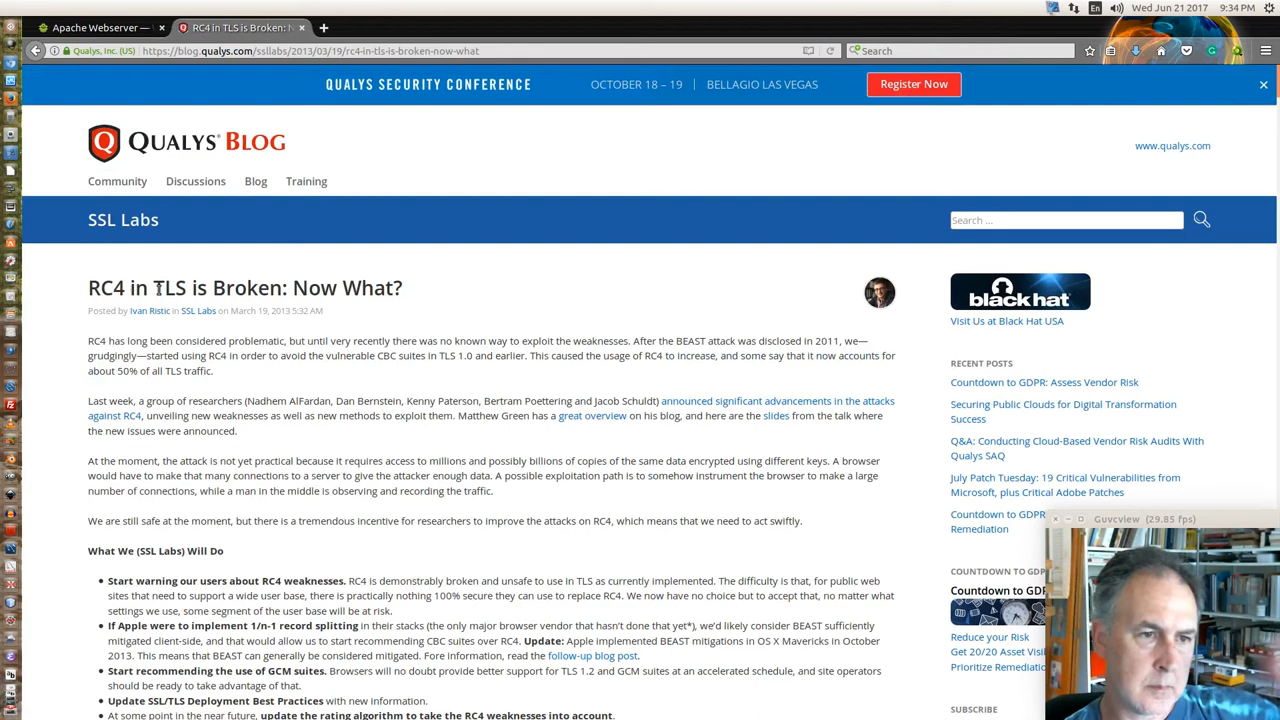 En
Wed Jun 21 2017
9:34 PM
Apache Webserver —
RC4 in TLS is Broken: N
Qualys, Inc. (US)
https://blog.qualys.com/ssllabs/2013/03/19/rc4-in-tls-is-broken-now-what
Search
QUALYS SECURITY CONFERENCE
OCTOBER 18 – 19
BELLAGIO LAS VEGAS
Register Now
QUALYS® BLOG
www.qualys.com
Community
Discussions
Blog
Training
SSL Labs
Search ...
RC4 in TLS is Broken: Now What?
Posted by Ivan Ristic in SSL Labs on March 19, 2013 5:32 AM
RC4 has long been considered problematic, but until very recently there was no known way to exploit the weaknesses. After the BEAST attack was disclosed in 2011, we—
grudgingly—started using RC4 in order to avoid the vulnerable CBC suites in TLS 1.0 and earlier. This caused the usage of RC4 to increase, and some say that it now accounts for
about 50% of all TLS traffic.
Last week, a group of researchers (Nadhem AlFardan, Dan Bernstein, Kenny Paterson, Bertram Poettering and Jacob Schuldt) announced significant advancements in the attacks
against RC4, unveiling new weaknesses as well as new methods to exploit them. Matthew Green has a great overview on his blog, and here are the slides from the talk where
the new issues were announced.
At the moment, the attack is not yet practical because it requires access to millions and possibly billions of copies of the same data encrypted using different keys. A browser
would have to make that many connections to a server to give the attacker enough data. A possible exploitation path is to somehow instrument the browser to make a large
number of connections, while a man in the middle is observing and recording the traffic.
We are still safe at the moment, but there is a tremendous incentive for researchers to improve the attacks on RC4, which means that we need to act swiftly.
What We (SSL Labs) Will Do
• Start warning our users about RC4 weaknesses. RC4 is demonstrably broken and unsafe to use in TLS as currently implemented. The difficulty is that, for public web
sites that need to support a wide user base, there is practically nothing 100% secure they can use to replace RC4. We now have no choice but to accept that, no matter what
settings we use, some segment of the user base will be at risk.
• If Apple were to implement 1/n-1 record splitting in their stacks (the only major browser vendor that hasn't done that yet*), we'd likely consider BEAST sufficiently
mitigated client-side, and that would allow us to start recommending CBC suites over RC4. Update: Apple implemented BEAST mitigations in OS X Mavericks in October
2013. This means that BEAST can generally be considered mitigated. Fore information, read the follow-up blog post.
• Start recommending the use of GCM suites. Browsers will no doubt provide better support for TLS 1.2 and GCM suites at an accelerated schedule, and site operators
should be ready to take advantage of that.
• Update SSL/TLS Deployment Best Practices with new information.
• At some point in the near future, update the rating algorithm to take the RC4 weaknesses into account.
black hat
Visit Us at Black Hat USA
RECENT POSTS
Countdown to GDPR: Assess Vendor Risk
Securing Public Clouds for Digital Transformation
Success
Q&A: Conducting Cloud-Based Vendor Risk Audits With
Qualys SAQ
July Patch Tuesday: 19 Critical Vulnerabilities from
Microsoft, plus Critical Adobe Patches
Countdown to GDP
Remediation
Guvcview (29.85 fps)
COUNTDOWN TO GD
Countdown to GD
Reduce your Risk
Get 20/20 Asset Visi
Prioritize Remediatio
SUBSCRIBE